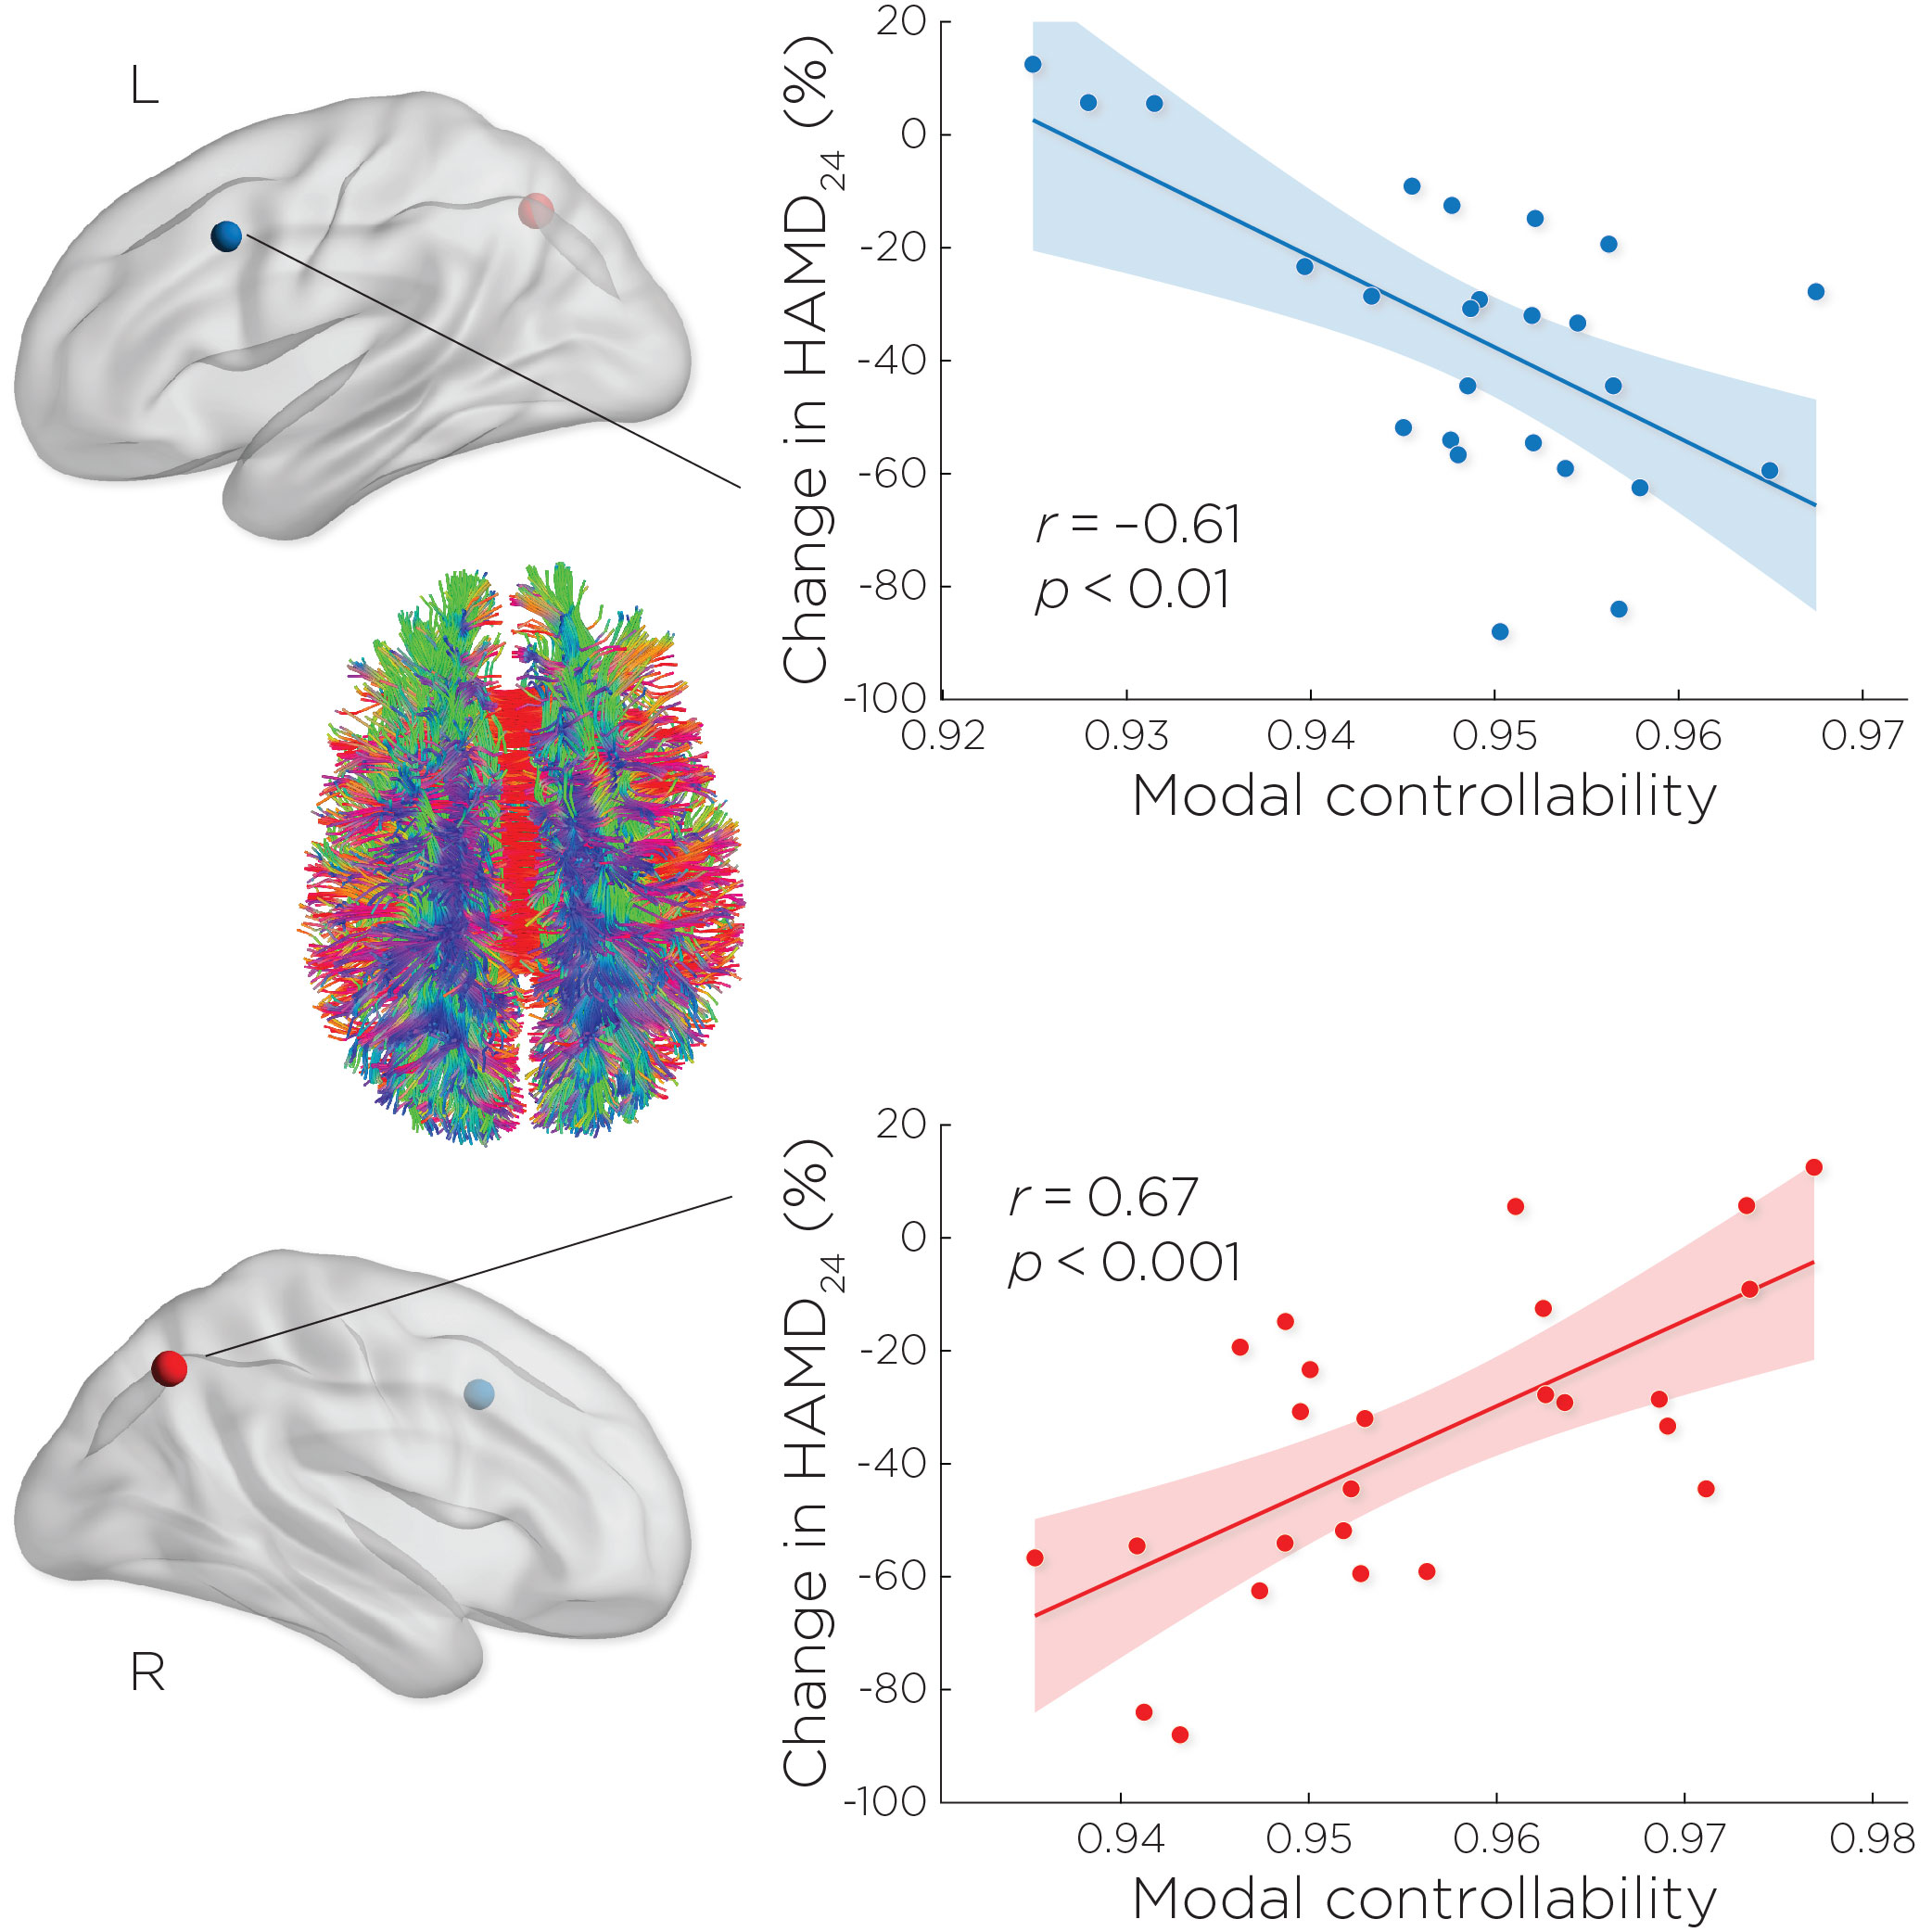 L
Change in HAMD24 (%)
20
0
-20
-40
-60
-80
-100
r = –0.61
p < 0.01
0.92 0.93 0.94 0.95 0.96 0.97
Modal controllability
R
Change in HAMD24 (%)
20
0
-20
-40
-60
-80
-100
r = 0.67
p < 0.001
0.94 0.95 0.96 0.97 0.98
Modal controllability